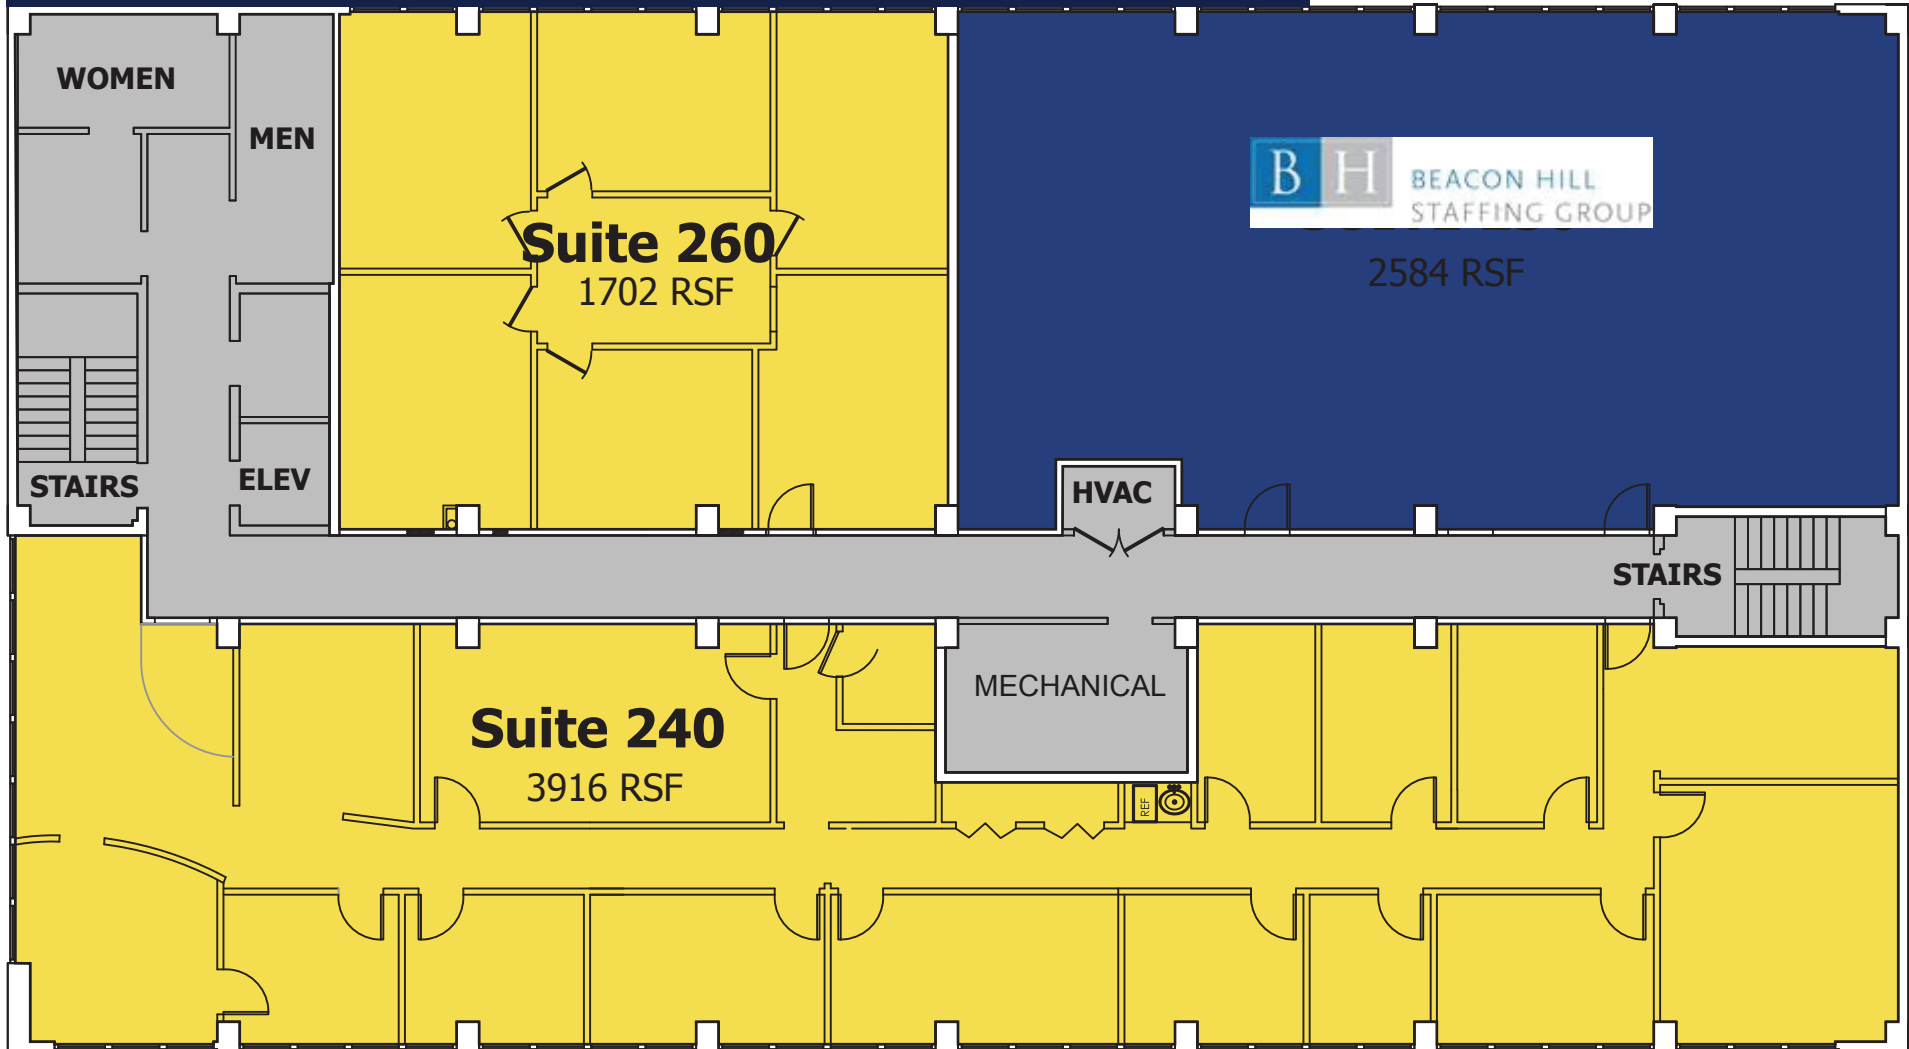 WOMEN
MEN
BH
BEACON HILL
STAFFING GROUP
Suite 260
1702 RSF
2584 RSF
STAIRS
ELEV
HVAC
STAIRS
MECHANICAL
Suite 240
3916 RSF
REF